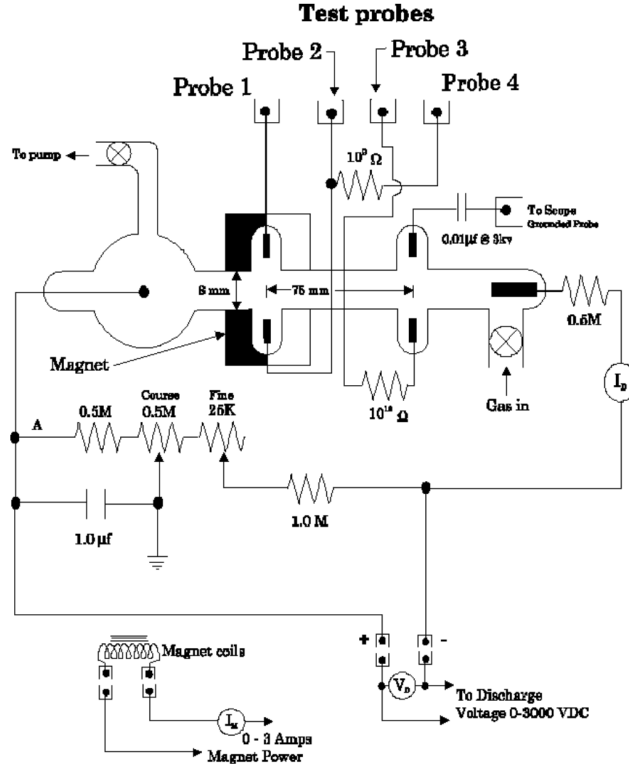 Test probes
Probe 1
Probe 2
Probe 3
Probe 4
To pump
10⁹ Ω
0.01µf @ 3kv
To Scope
Grounded Probe
8 mm
75 mm
Magnet
0.5M
I_D
Gas in
10¹² Ω
A
0.5M
Course
0.5M
Fine
25K
1.0 M
1.0 µf
+
-
V_D
To Discharge
Voltage 0-3000 VDC
Magnet coils
I_M
0 - 3 Amps
Magnet Power